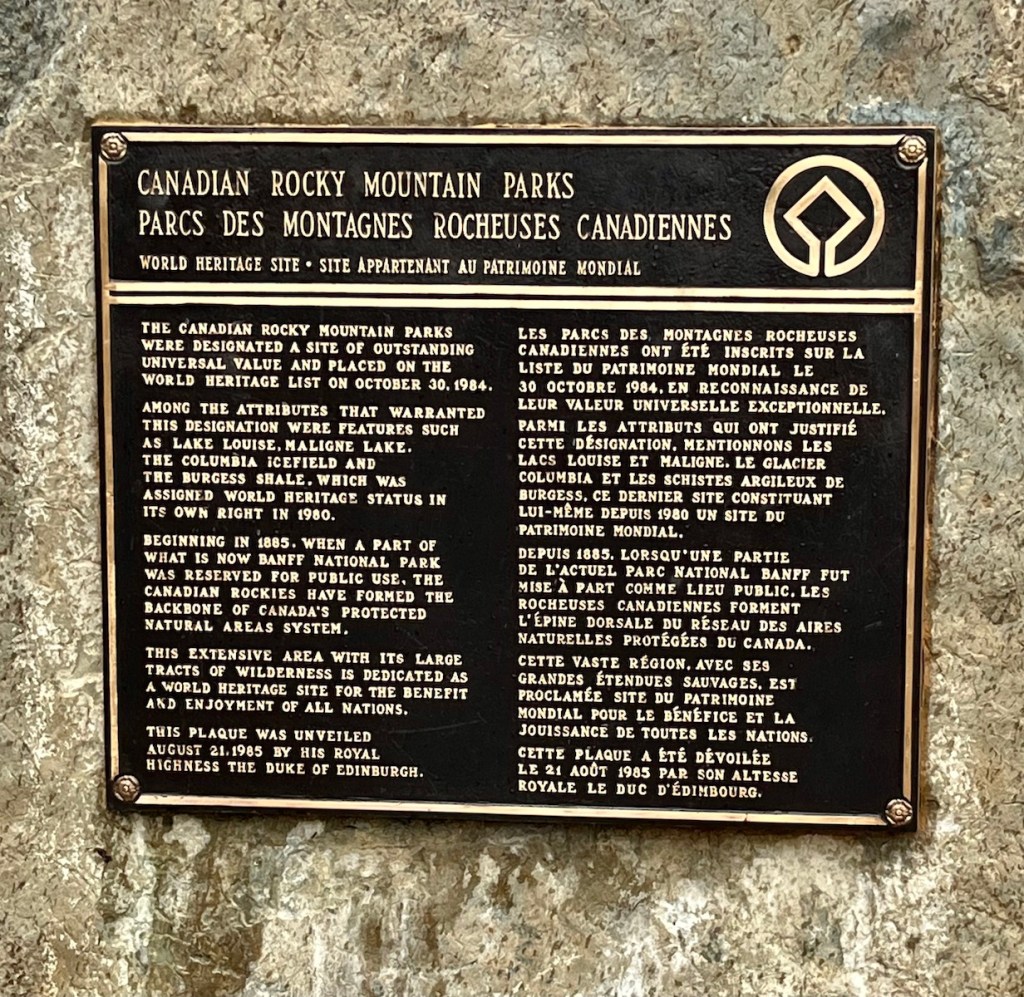 CANADIAN ROCKY MOUNTAIN PARKS
PARCS DES MONTAGNES ROCHEUSES CANADIENNES
WORLD HERITAGE SITE • SITE APPARTENANT AU PATRIMOINE MONDIAL
THE CANADIAN ROCKY MOUNTAIN PARKS
WERE DESIGNATED A SITE OF OUTSTANDING
UNIVERSAL VALUE AND PLACED ON THE
WORLD HERITAGE LIST ON OCTOBER 30, 1984.
AMONG THE ATTRIBUTES THAT WARRANTED
THIS DESIGNATION WERE FEATURES SUCH
AS LAKE LOUISE, MALIGNE LAKE,
THE COLUMBIA ICEFIELD AND
THE BURGESS SHALE, WHICH WAS
ASSIGNED WORLD HERITAGE STATUS IN
ITS OWN RIGHT IN 1980.
BEGINNING IN 1885, WHEN A PART OF
WHAT IS NOW BANFF NATIONAL PARK
WAS RESERVED FOR PUBLIC USE, THE
CANADIAN ROCKIES HAVE FORMED THE
BACKBONE OF CANADA'S PROTECTED
NATURAL AREAS SYSTEM.
THIS EXTENSIVE AREA WITH ITS LARGE
TRACTS OF WILDERNESS IS DEDICATED AS
A WORLD HERITAGE SITE FOR THE BENEFIT
AND ENJOYMENT OF ALL NATIONS.
THIS PLAQUE WAS UNVEILED
AUGUST 21, 1985 BY HIS ROYAL
HIGHNESS THE DUKE OF EDINBURGH.
LES PARCS DES MONTAGNES ROCHEUSES
CANADIENNES ONT ÉTÉ INSCRITS SUR LA
LISTE DU PATRIMOINE MONDIAL LE
30 OCTOBRE 1984, EN RECONNAISSANCE DE
LEUR VALEUR UNIVERSELLE EXCEPTIONNELLE.
PARMI LES ATTRIBUTS QUI ONT JUSTIFIÉ
CETTE DÉSIGNATION, MENTIONNONS LES
LACS LOUISE ET MALIGNE, LE GLACIER
COLUMBIA ET LES SCHISTES ARGILEUX DE
BURGESS, CE DERNIER SITE CONSTITUANT
LUI-MÊME DEPUIS 1980 UN SITE DU
PATRIMOINE MONDIAL.
DEPUIS 1885, LORSQU'UNE PARTIE
DE L'ACTUEL PARC NATIONAL BANFF FUT
MISE À PART COMME LIEU PUBLIC, LES
ROCHEUSES CANADIENNES FORMENT
L'ÉPINE DORSALE DU RÉSEAU DES AIRES
NATURELLES PROTÉGÉES DU CANADA.
CETTE VASTE RÉGION, AVEC SES
GRANDES ÉTENDUES SAUVAGES, EST
PROCLAMÉE SITE DU PATRIMOINE
MONDIAL POUR LE BÉNÉFICE ET LA
JOUISSANCE DE TOUTES LES NATIONS.
CETTE PLAQUE A ÉTÉ DÉVOILÉE
LE 21 AOÛT 1985 PAR SON ALTESSE
ROYALE LE DUC D'ÉDIMBOURG.